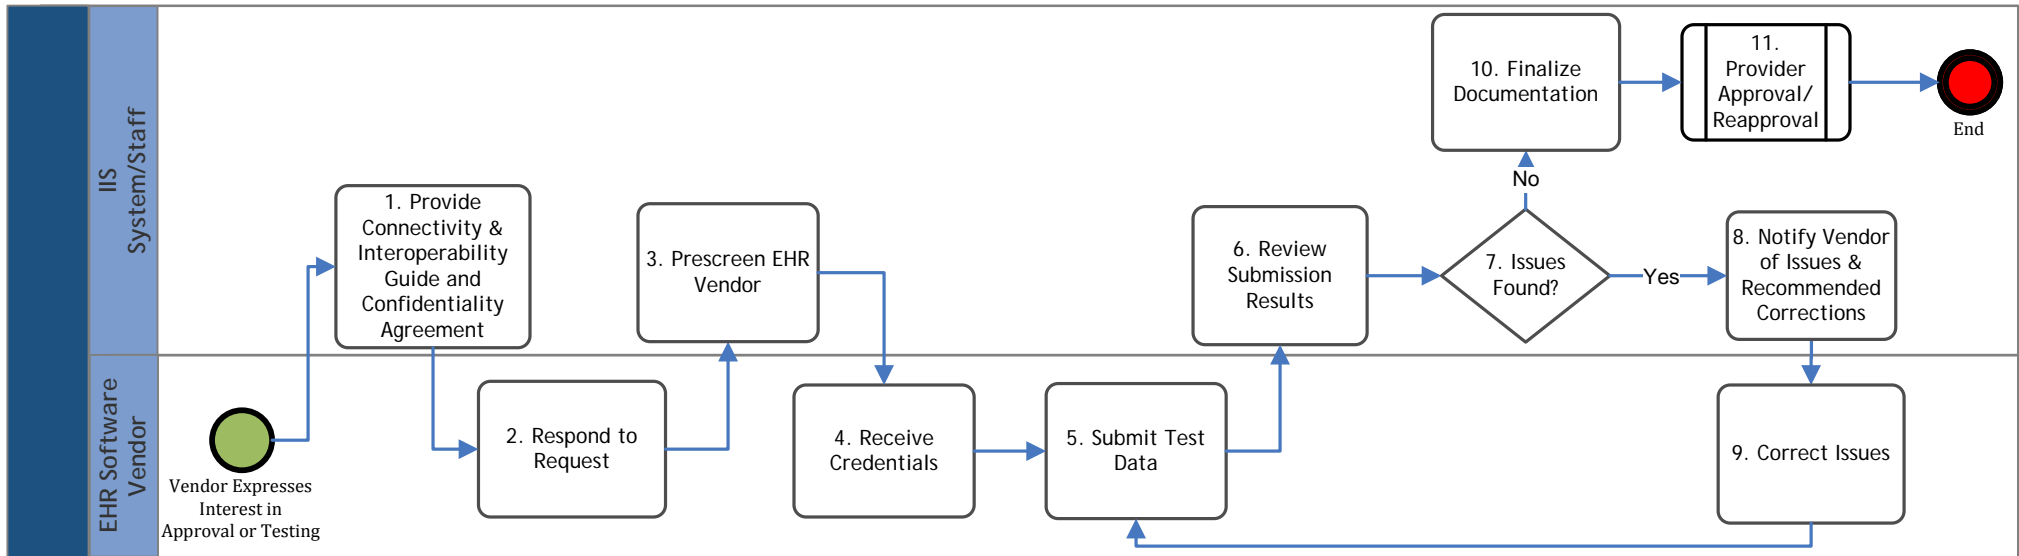 IIS
System/Staff
EHR Software
Vendor
Vendor Expresses
Interest in
Approval or Testing
1. Provide
Connectivity &
Interoperability
Guide and
Confidentiality
Agreement
2. Respond to
Request
3. Prescreen EHR
Vendor
4. Receive
Credentials
5. Submit Test
Data
6. Review
Submission
Results
7. Issues
Found?
No
Yes
8. Notify Vendor
of Issues &
Recommended
Corrections
9. Correct Issues
10. Finalize
Documentation
11.
Provider
Approval/
Reapproval
End